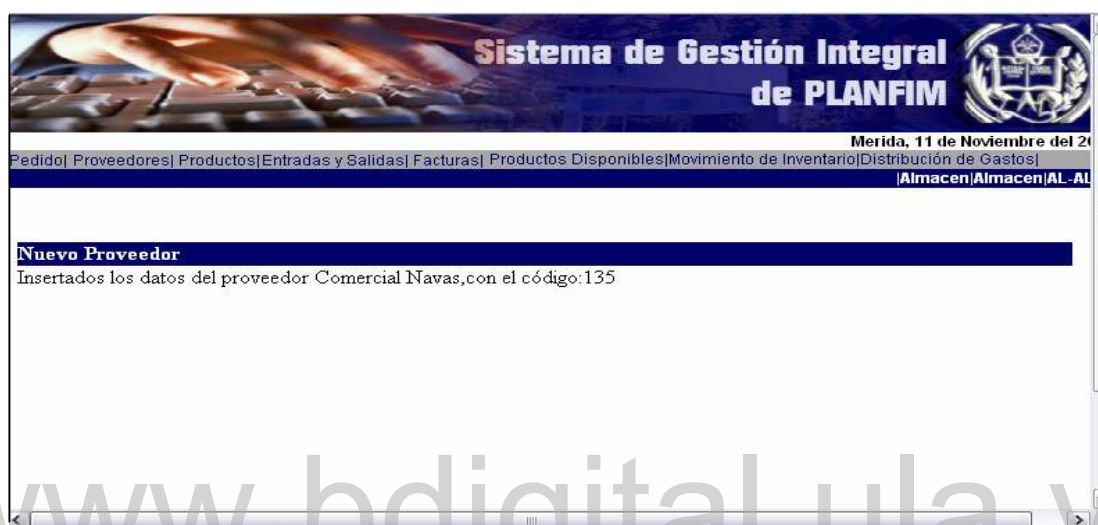 Sistema de Gestión Integral
de PLANFIM
Merida, 11 de Noviembre del 2
Pedido| Proveedores| Productos|Entradas y Salidas| Facturas| Productos Disponibles|Movimiento de Inventario|Distribución de Gastos|
|Almacen|Almacen|AL-AL
Nuevo Proveedor
Insertados los datos del proveedor Comercial Navas,con el código:135
www.bdigital.ula.v